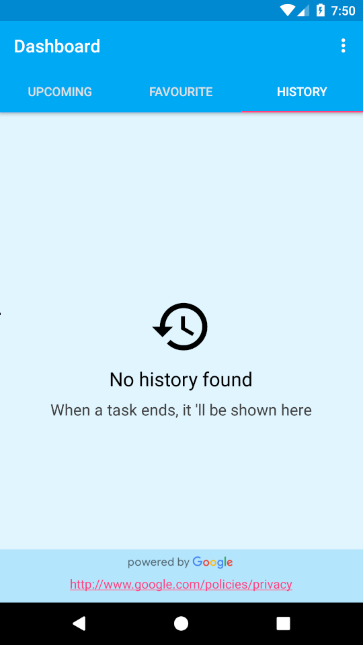 7:50
Dashboard
UPCOMING FAVOURITE HISTORY
No history found
When a task ends, it 'll be shown here
powered by Google
http://www.google.com/policies/privacy